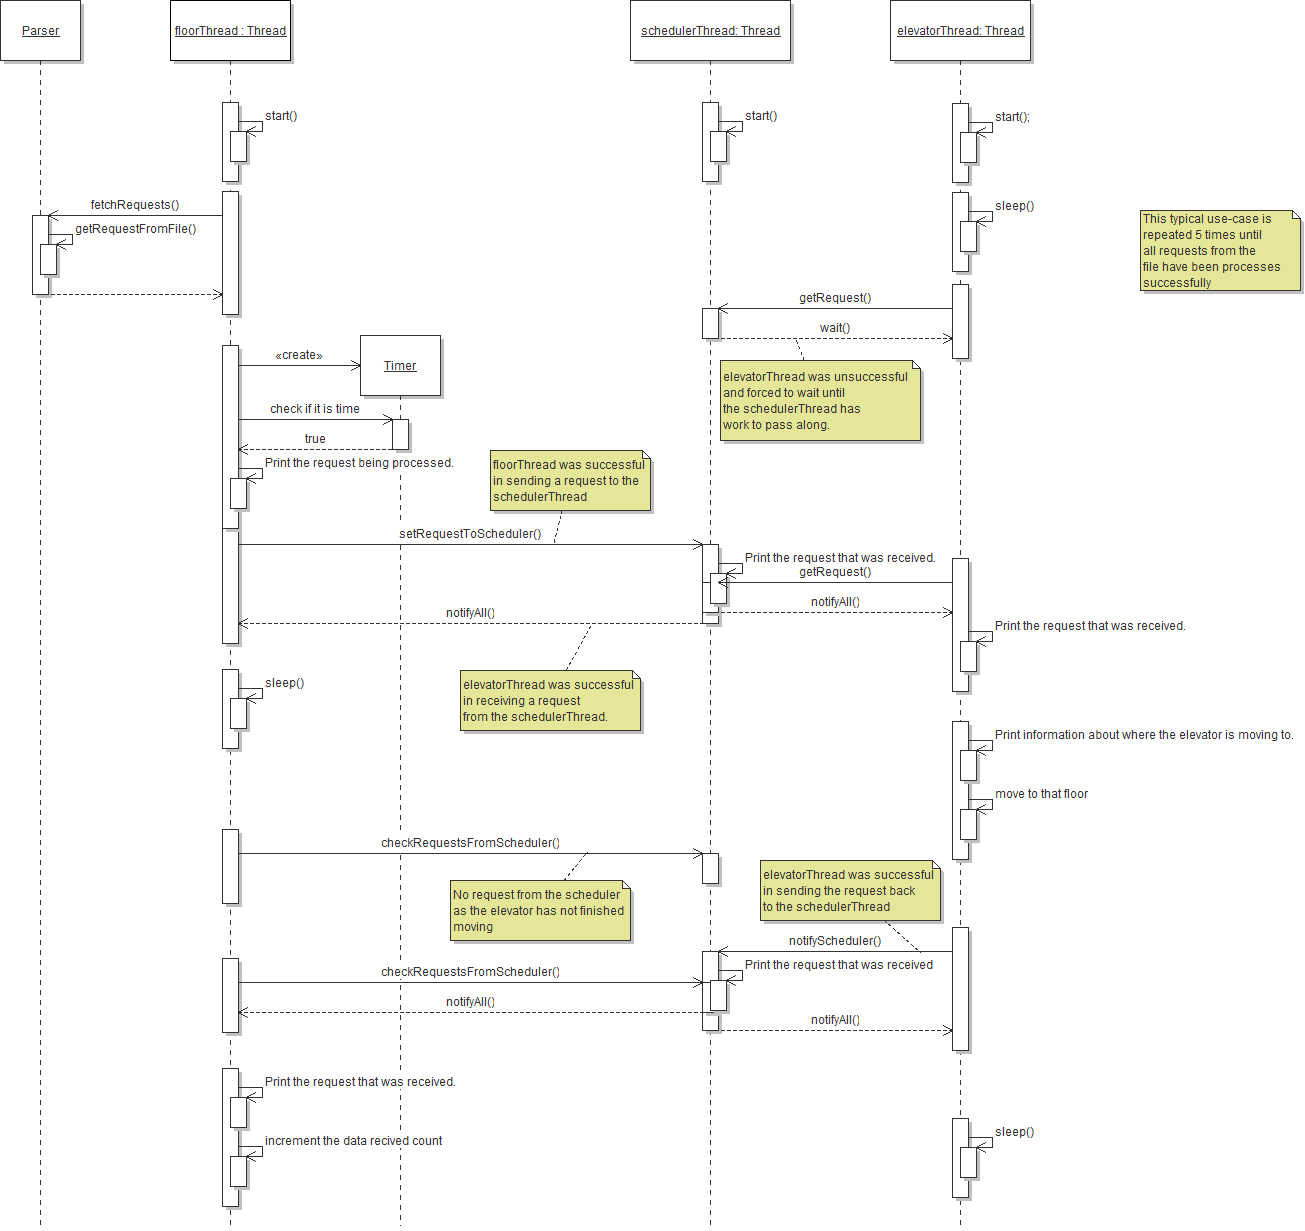 Parser
floorThread : Thread
schedulerThread: Thread
elevatorThread: Thread
start()
start()
start();
fetchRequests()
sleep()
getRequestFromFile()
This typical use-case is
repeated 5 times until
all requests from the
file have been processes
successfully
getRequest()
wait()
«create»
Timer
elevatorThread was unsuccessful
and forced to wait until
the schedulerThread has
work to pass along.
check if it is time
true
Print the request being processed.
floorThread was successful
in sending a request to the
schedulerThread
setRequestToScheduler()
Print the request that was received.
getRequest()
notifyAll()
notifyAll()
Print the request that was received.
sleep()
elevatorThread was successful
in receiving a request
from the schedulerThread.
Print information about where the elevator is moving to.
move to that floor
checkRequestsFromScheduler()
No request from the scheduler
as the elevator has not finished
moving
elevatorThread was successful
in sending the request back
to the schedulerThread
notifyScheduler()
Print the request that was received
checkRequestsFromScheduler()
notifyAll()
notifyAll()
Print the request that was received.
sleep()
increment the data recived count